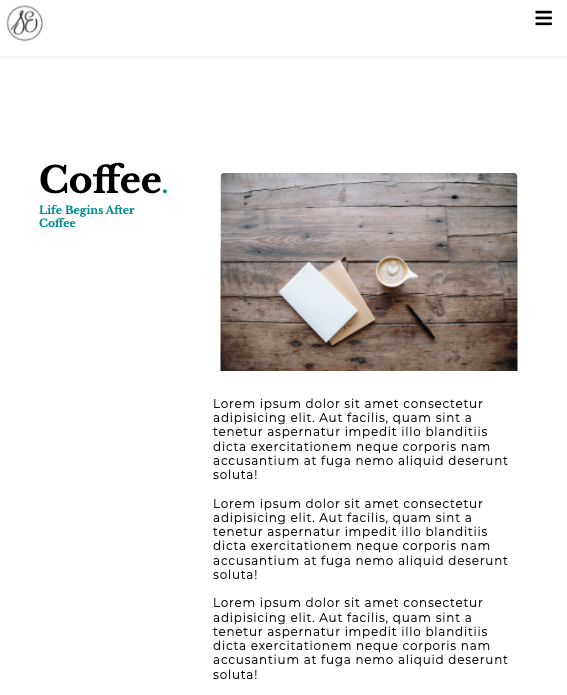 Coffee.
Life Begins After
Coffee
Lorem ipsum dolor sit amet consectetur
adipisicing elit. Aut facilis, quam sint a
tenetur aspernatur impedit illo blanditiis
dicta exercitationem neque corporis nam
accusantium at fuga nemo aliquid deserunt
soluta!
Lorem ipsum dolor sit amet consectetur
adipisicing elit. Aut facilis, quam sint a
tenetur aspernatur impedit illo blanditiis
dicta exercitationem neque corporis nam
accusantium at fuga nemo aliquid deserunt
soluta!
Lorem ipsum dolor sit amet consectetur
adipisicing elit. Aut facilis, quam sint a
tenetur aspernatur impedit illo blanditiis
dicta exercitationem neque corporis nam
accusantium at fuga nemo aliquid deserunt
soluta!